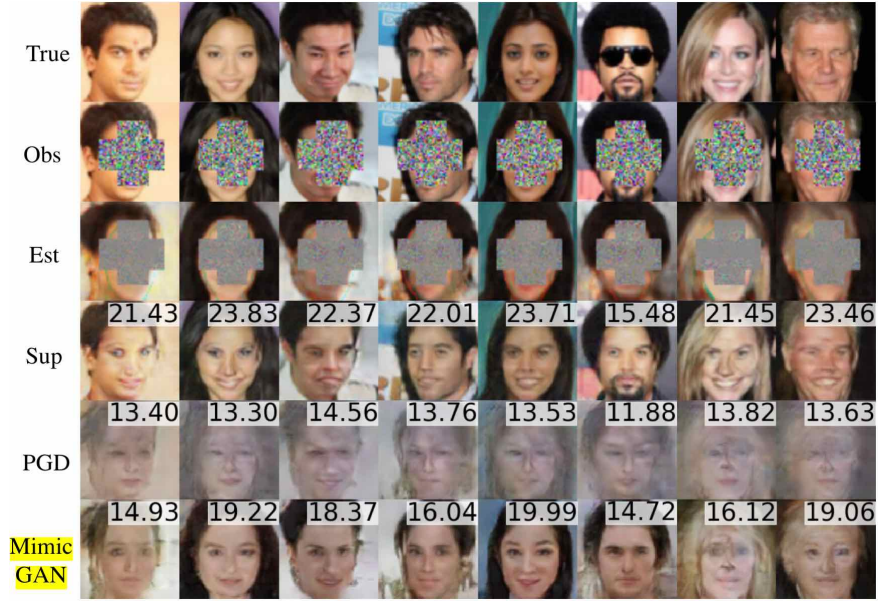 True
Obs
Est
Sup
21.43 23.83 22.37 22.01 23.71 15.48 21.45 23.46
PGD
13.40 13.30 14.56 13.76 13.53 11.88 13.82 13.63
Mimic
GAN
14.93 19.22 18.37 16.04 19.99 14.72 16.12 19.06